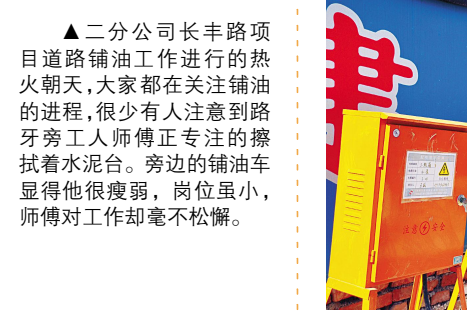 ▲二分公司长丰路项
目道路铺油工作进行的热
火朝天,大家都在关注铺油
的进程,很少有人注意到路
牙旁工人师傅正专注的擦
拭着水泥台。旁边的铺油车
显得他很瘦弱，岗位虽小，
师傅对工作却毫不松懈。
注意安全